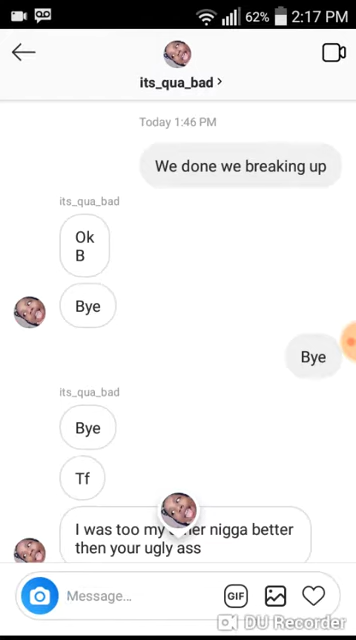 62% 2:17 PM
its_qua_bad >
Today 1:46 PM
We done we breaking up
its_qua_bad
Ok
B
Bye
Bye
its_qua_bad
Bye
Tf
I was too my nigga better
then your ugly ass
Message...
GIF
DU Recorder